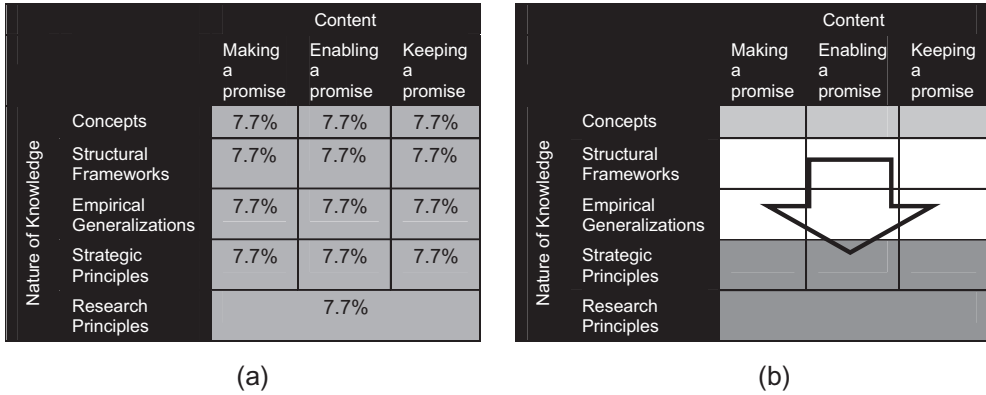 Content
Making a promise
Enabling a promise
Keeping a promise
Nature of Knowledge
Concepts
7.7% 7.7% 7.7%
Structural Frameworks
7.7% 7.7% 7.7%
Empirical Generalizations
7.7% 7.7% 7.7%
Strategic Principles
7.7% 7.7% 7.7%
Research Principles
7.7%
(a)
Content
Making a promise
Enabling a promise
Keeping a promise
Nature of Knowledge
Concepts
Structural Frameworks
Empirical Generalizations
Strategic Principles
Research Principles
(b)